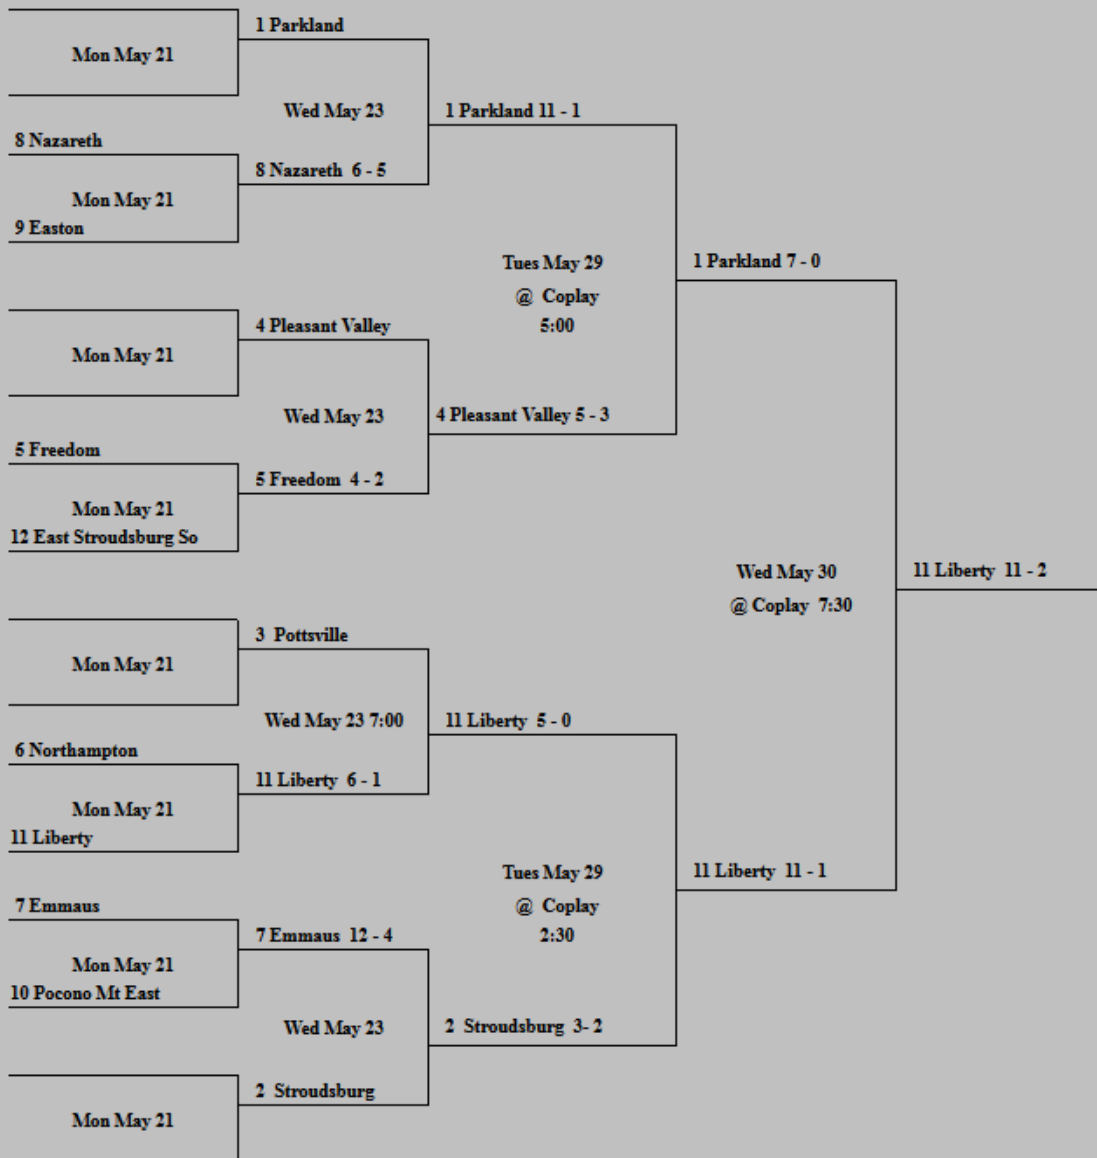 1 Parkland
Mon May 21
Wed May 23
1 Parkland 11 - 1
8 Nazareth
8 Nazareth 6 - 5
Mon May 21
9 Easton
Tues May 29
1 Parkland 7 - 0
@ Coplay
5:00
4 Pleasant Valley
Mon May 21
Wed May 23
4 Pleasant Valley 5 - 3
5 Freedom
5 Freedom 4 - 2
Mon May 21
12 East Stroudsburg So
Wed May 30
11 Liberty 11 - 2
@ Coplay 7:30
3 Pottsville
Mon May 21
Wed May 23 7:00
11 Liberty 5 - 0
6 Northampton
11 Liberty 6 - 1
Mon May 21
11 Liberty
Tues May 29
11 Liberty 11 - 1
@ Coplay
2:30
7 Emmaus
7 Emmaus 12 - 4
Mon May 21
10 Pocono Mt East
Wed May 23
2 Stroudsburg 3- 2
2 Stroudsburg
Mon May 21